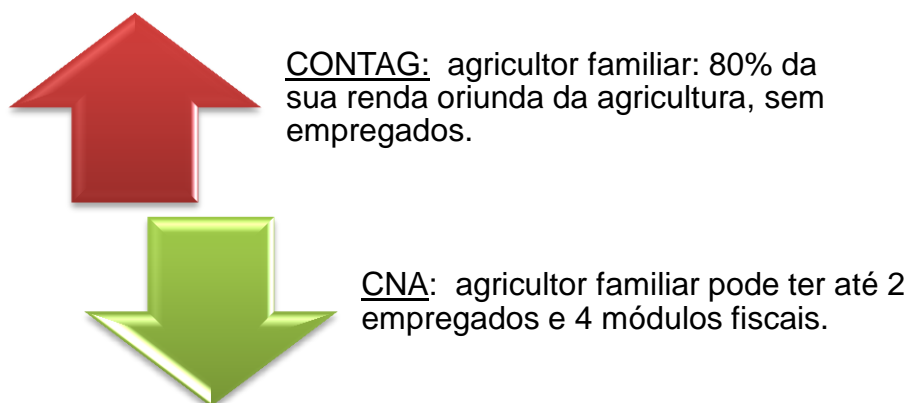 CONTAG: agricultor familiar: 80% da
sua renda oriunda da agricultura, sem
empregados.
CNA: agricultor familiar pode ter até 2
empregados e 4 módulos fiscais.